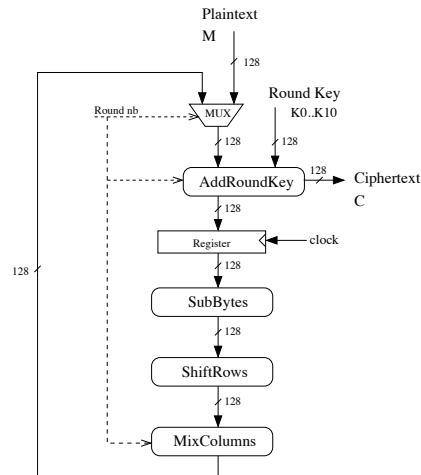 Plaintext
M
128
Round Key
K0..K10
Round nb
MUX
128
128
128
AddRoundKey
Ciphertext
C
128
Register
clock
128
128
SubBytes
128
ShiftRows
128
MixColumns